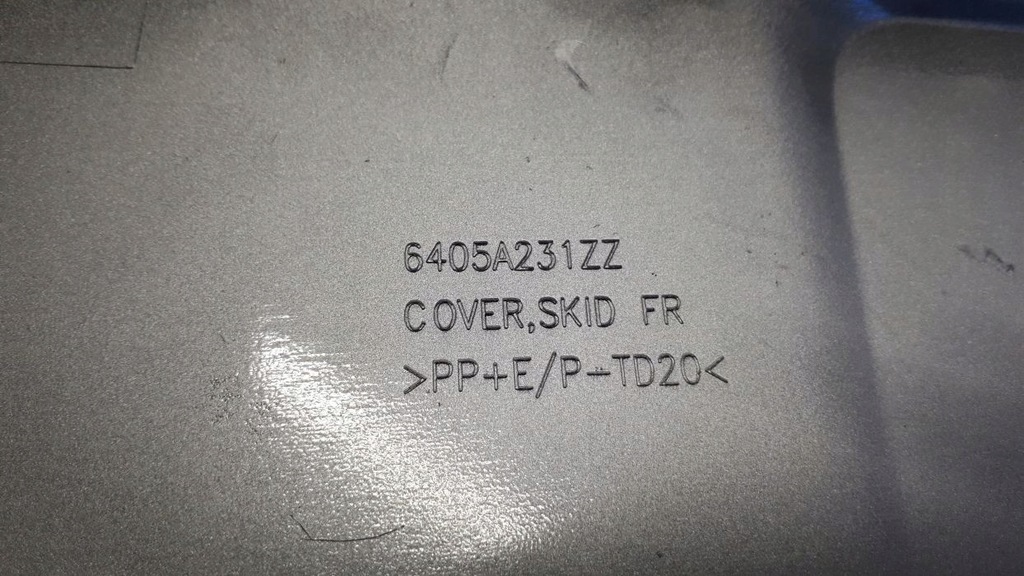 6405A231ZZ
COVER,SKID FR
>PP+E/P-TD20<